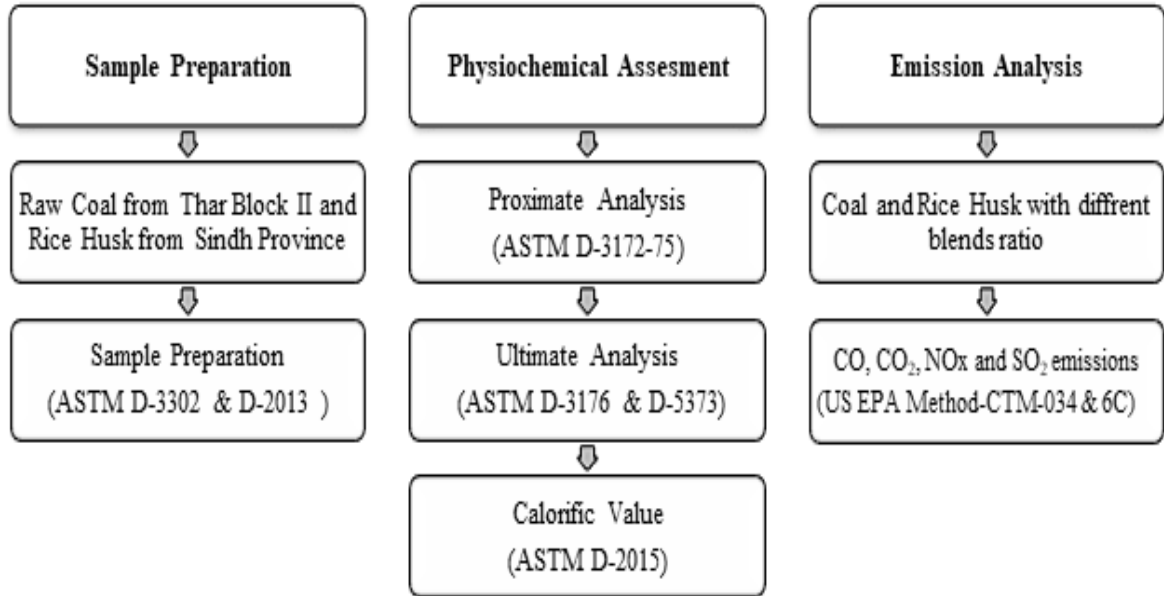 Sample Preparation
Raw Coal from Thar Block II and
Rice Husk from Sindh Province
Sample Preparation
(ASTM D-3302 & D-2013 )
Physiochemical Assesment
Proximate Analysis
(ASTM D-3172-75)
Ultimate Analysis
(ASTM D-3176 & D-5373)
Calorific Value
(ASTM D-2015)
Emission Analysis
Coal and Rice Husk with diffrent
blends ratio
CO, CO₂, NOx and SO₂ emissions
(US EPA Method-CTM-034 & 6C)